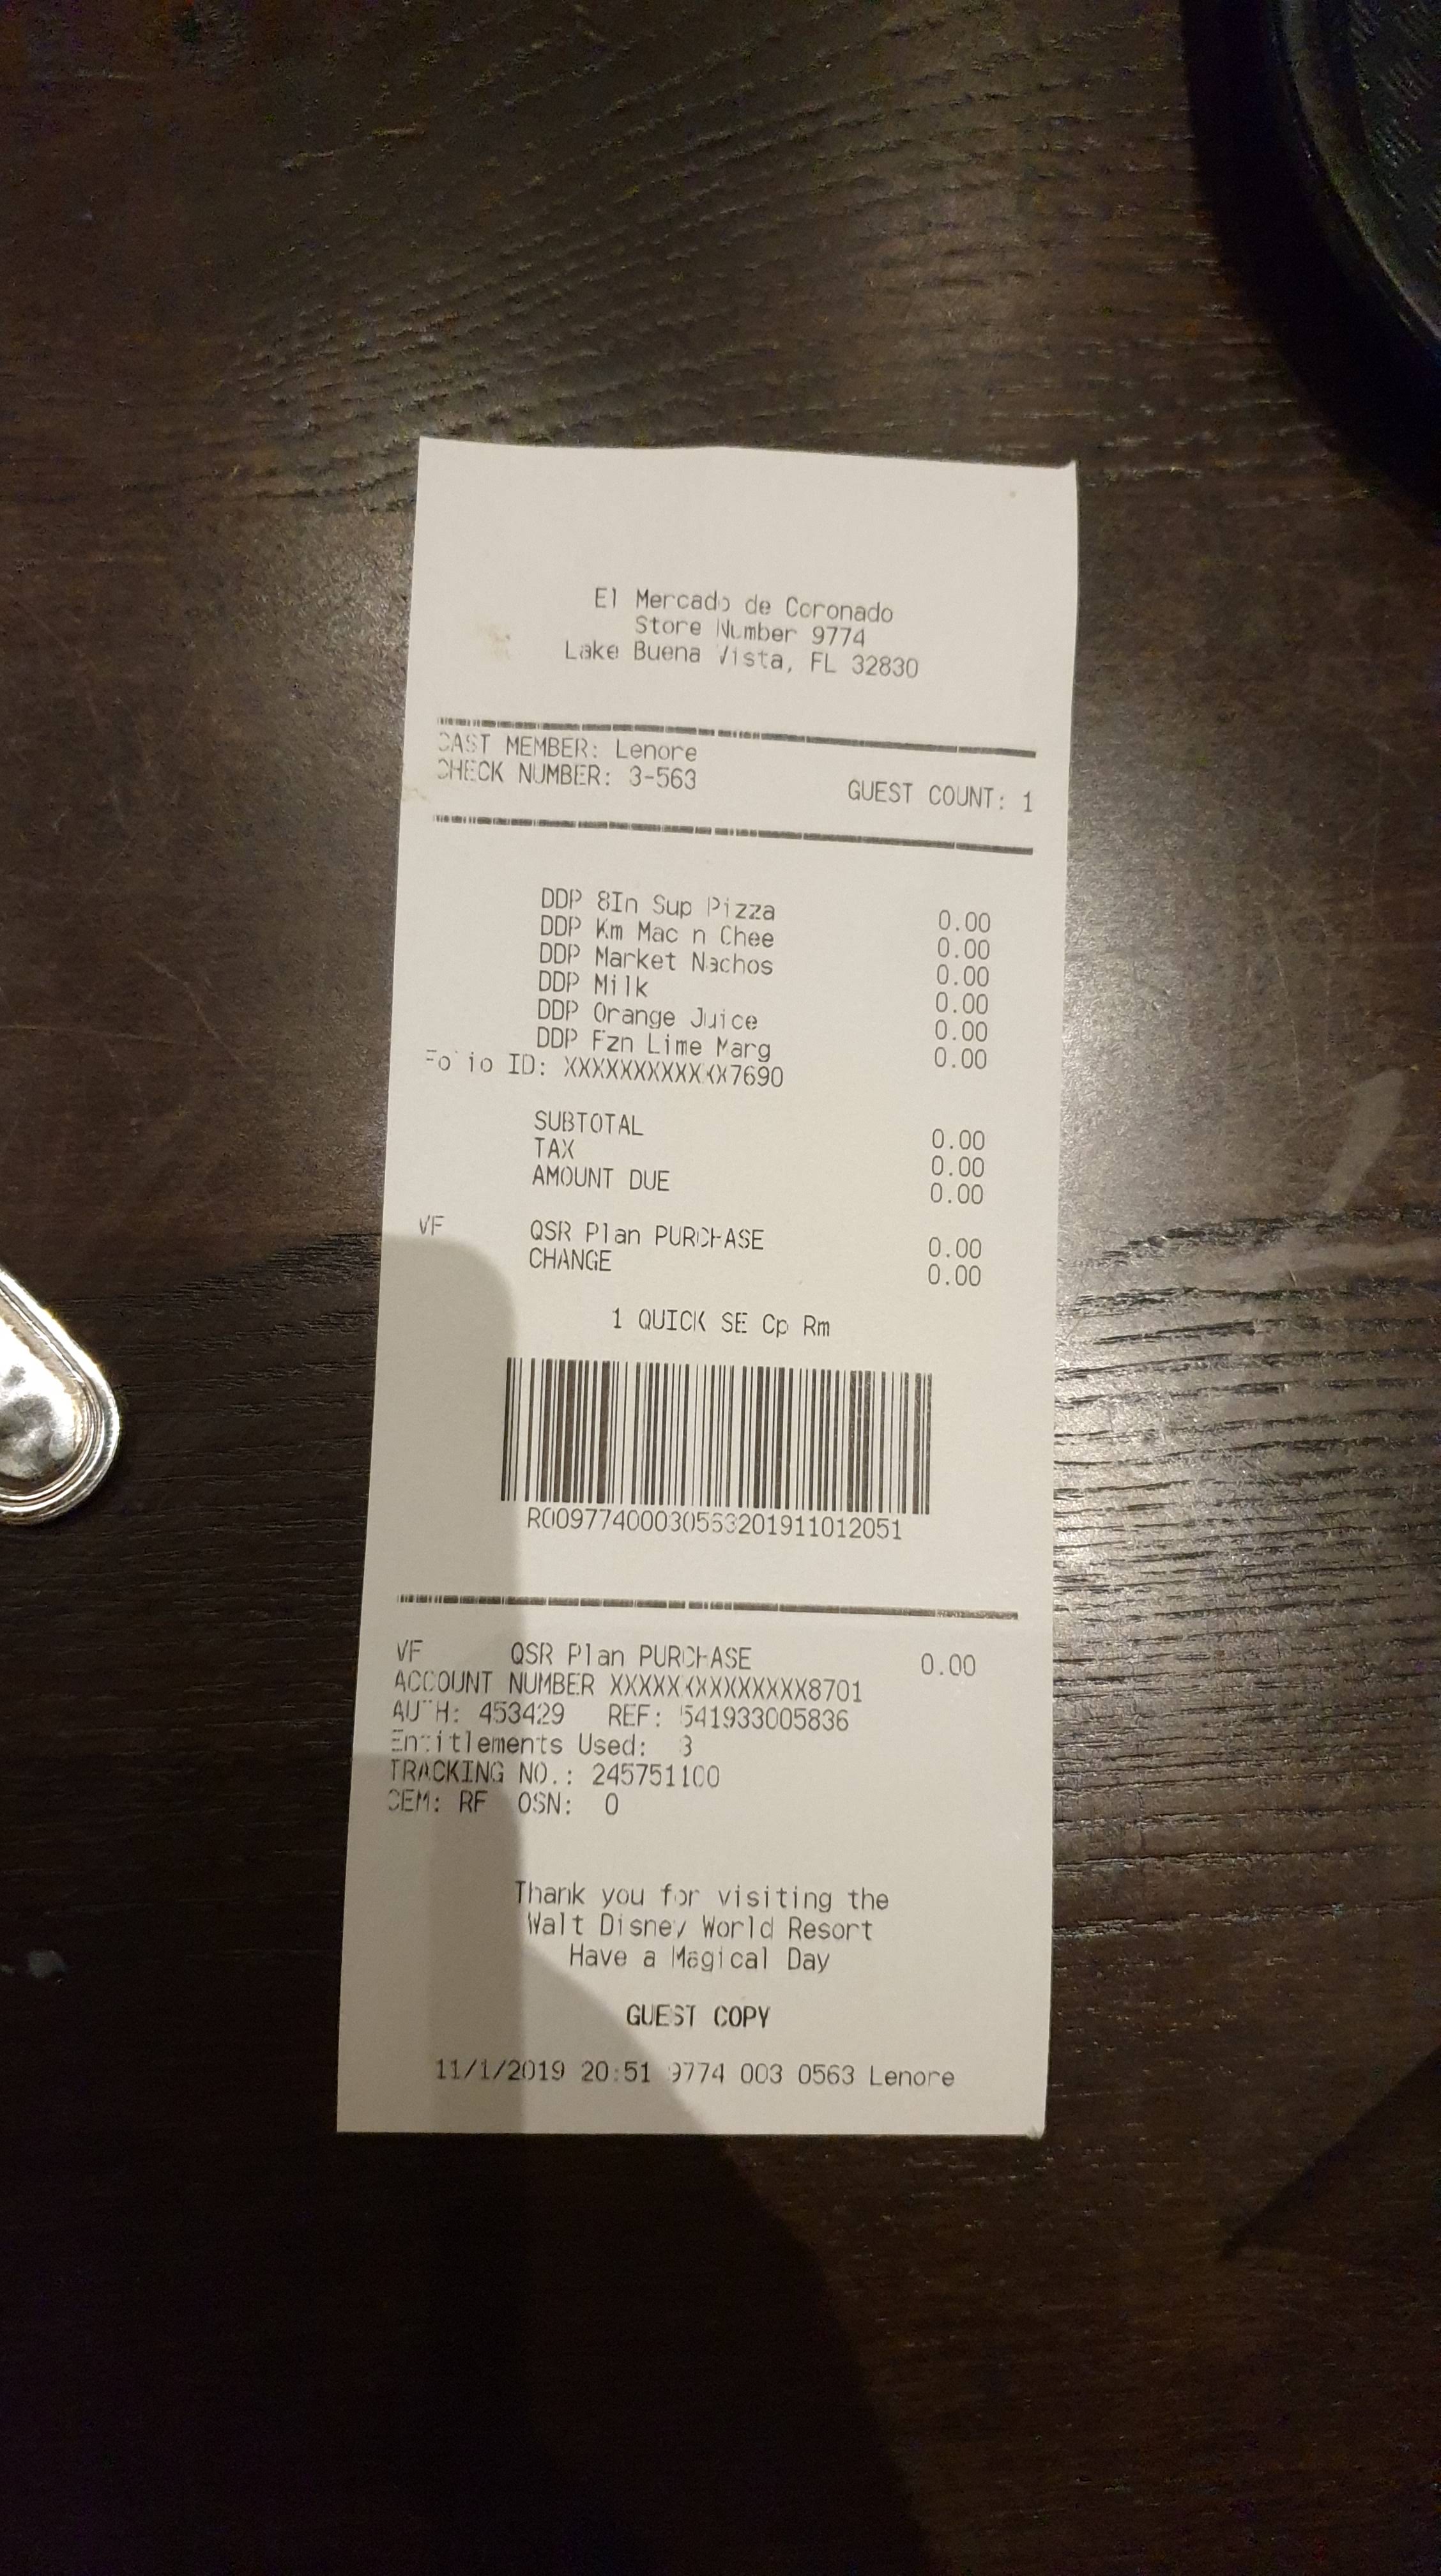 El Mercado de Coronado
Store Number 9774
Lake Buena Vista, FL 32830
CAST MEMBER: Lenore
CHECK NUMBER: 3-563 GUEST COUNT: 1
DDP 8In Sup Pizza 0.00
DDP Km Mac n Chee 0.00
DDP Market Nachos 0.00
DDP Milk 0.00
DDP Orange Juice 0.00
DDP Fzn Lime Marg 0.00
Folio ID: XXXXXXXXXXXX7690
SUBTOTAL 0.00
TAX 0.00
AMOUNT DUE 0.00
VF QSR Plan PURCHASE 0.00
CHANGE 0.00
1 QUICK SE Cp Rm
R009774000305563201911012051
VF QSR Plan PURCHASE 0.00
ACCOUNT NUMBER XXXXXXXXXXXXXX8701
AUTH: 453429 REF: 541933005836
Entitlements Used: 3
TRACKING NO.: 245751100
CEM: RF OSN: 0
Thank you for visiting the
Walt Disney World Resort
Have a Magical Day
GUEST COPY
11/1/2019 20:51 9774 003 0563 Lenore